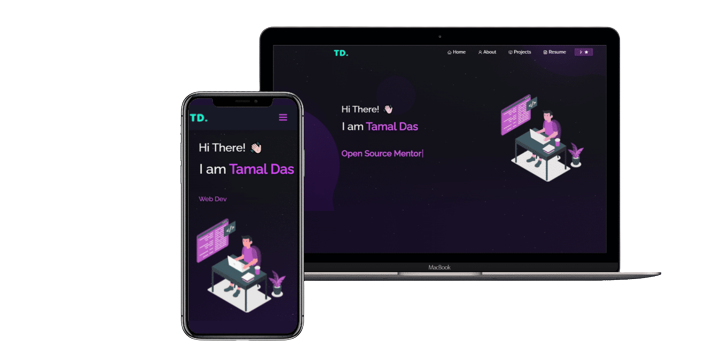 TD.
Home
About
Projects
Resume
Hi There! 👋🏻
I am Tamal Das
Open Source Mentor|
MacBook
TD.
Hi There! 👋🏻
I am Tamal Das
Web Dev